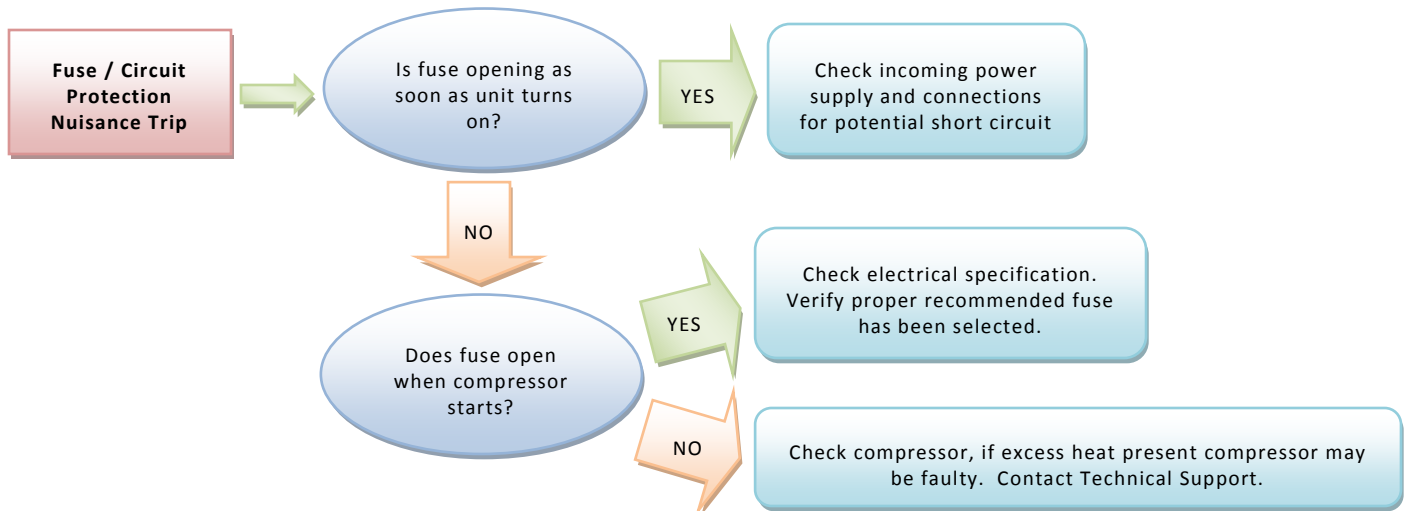 Fuse / Circuit
Protection
Nuisance Trip
Is fuse opening as
soon as unit turns
on?
YES
Check incoming power
supply and connections
for potential short circuit
NO
Does fuse open
when compressor
starts?
YES
Check electrical specification.
Verify proper recommended fuse
has been selected.
NO
Check compressor, if excess heat present compressor may
be faulty.  Contact Technical Support.